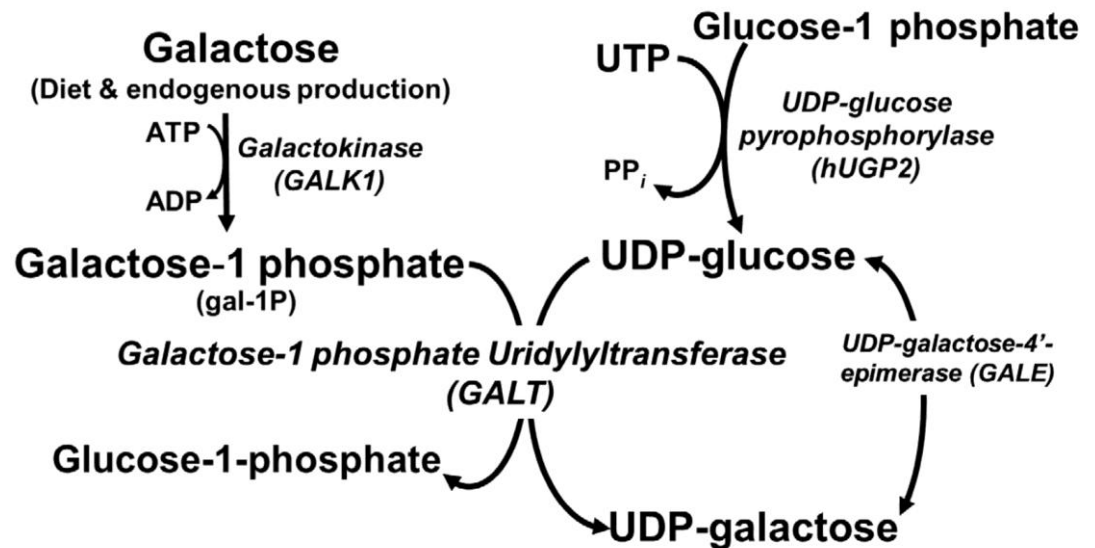 Galactose
(Diet & endogenous production)
ATP
Galactokinase
(GALK1)
ADP
Galactose-1 phosphate
(gal-1P)
Glucose-1 phosphate
UTP
UDP-glucose
pyrophosphorylase
(hUGP2)
PPi
UDP-glucose
Galactose-1 phosphate Uridylyltransferase
(GALT)
UDP-galactose-4’-
epimerase (GALE)
Glucose-1-phosphate
UDP-galactose